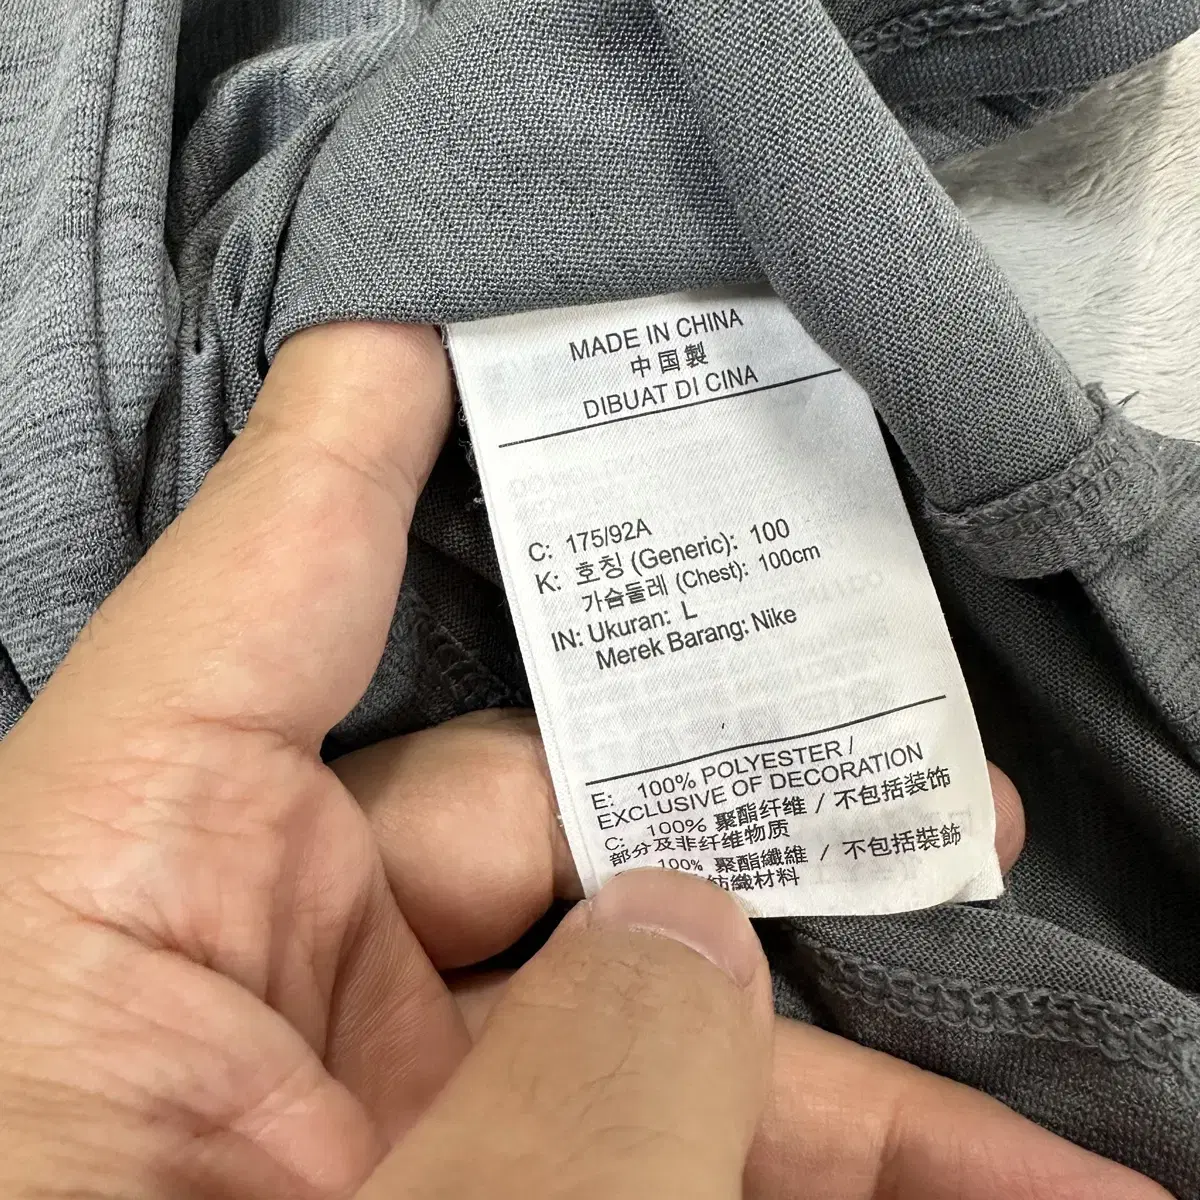 MADE IN CHINA
中国製
DIBUAT DI CINA
C: 175/92A
K: 호칭 (Generic): 100
가슴둘레 (Chest): 100cm
IN: Ukuran: L
Merek Barang: Nike
E: 100% POLYESTER /
EXCLUSIVE OF DECORATION
C: 100% 聚酯纤维 / 不包括装饰
部分及非纤维物质
100% 聚酯纖維 / 不包括裝飾
紡織材料